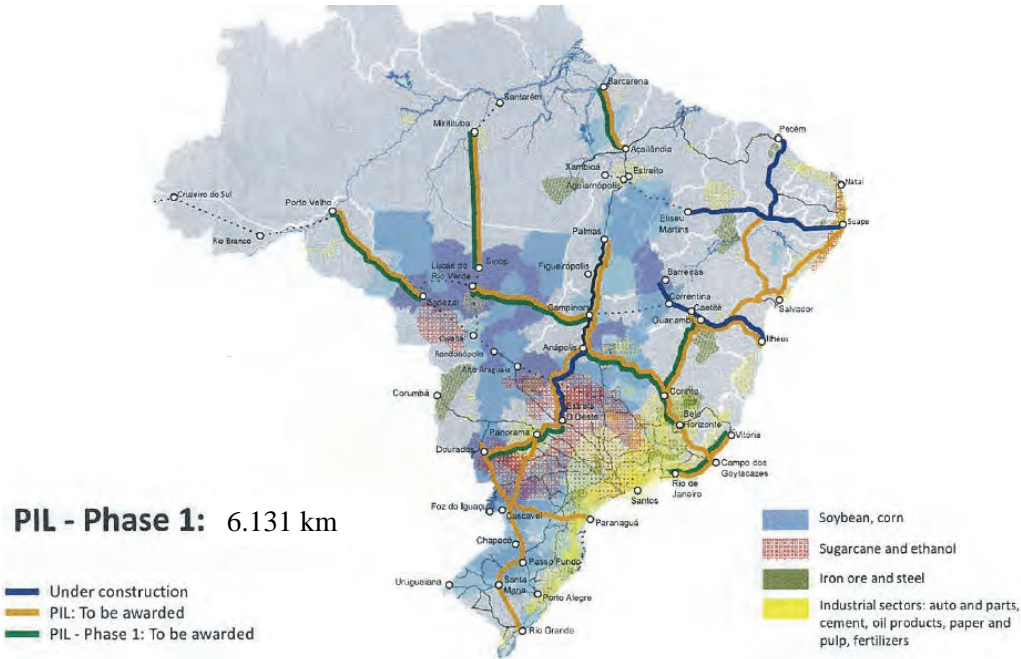 Barcarena
Santarém
Miritituba
Pecém
Açailândia
Xambioá
Estreito
Aguiarnópolis
Natal
Cruzeiro do Sul
Porto Velho
Eliseu
Martins
Suape
Rio Branco
Palmas
Lucas do
Rio Verde
Sinop
Figueirópolis
Barreiras
Sapezal
Correntina
Caetité
Salvador
Campinorte
Guanambi
Ilhéus
Cuiabá
Anápolis
Rondonópolis
Alto Araguaia
Corumbá
Corinto
D'Oeste
Belo
Horizonte
Panorama
Vitória
Dourados
Campo dos
Goytacazes
Rio de
Janeiro
Santos
Foz do Iguaçu
Cascavel
Paranaguá
PIL - Phase 1: 6.131 km
Chapecó
Passo Fundo
Uruguaiana
Santa
Maria
Porto Alegre
Rio Grande
Under construction
PIL: To be awarded
PIL - Phase 1: To be awarded
Soybean, corn
Sugarcane and ethanol
Iron ore and steel
Industrial sectors: auto and parts,
cement, oil products, paper and
pulp, fertilizers